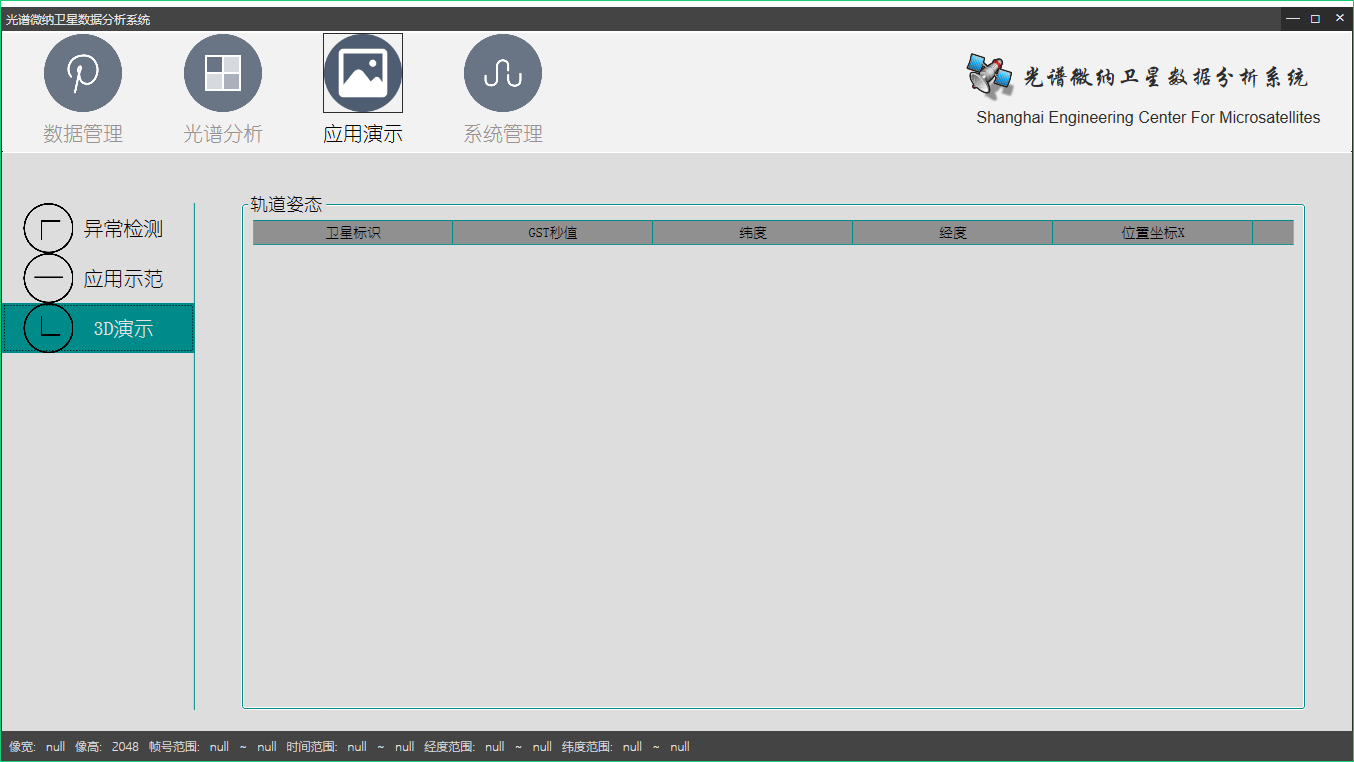 光谱微纳卫星数据分析系统
数据管理 光谱分析 应用演示 系统管理
光谱微纳卫星数据分析系统
Shanghai Engineering Center For Microsatellites
异常检测
应用示范
3D演示
轨道姿态
卫星标识 GST秒值 纬度 经度 位置坐标X
像宽: null 像高: 2048 帧号范围: null ~ null 时间范围: null ~ null 经度范围: null ~ null 纬度范围: null ~ null